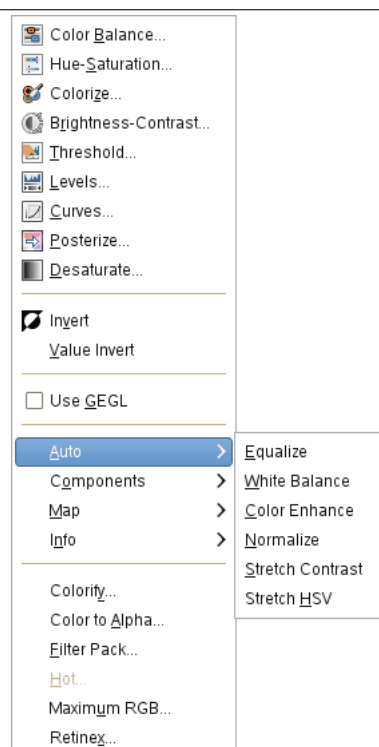 Color Balance...
Hue-Saturation...
Colorize...
Brightness-Contrast...
Threshold...
Levels...
Curves...
Posterize...
Desaturate...
Invert
Value Invert
Use GEGL
Auto
Components
Map
Info
Equalize
White Balance
Color Enhance
Normalize
Stretch Contrast
Stretch HSV
Colorify...
Color to Alpha...
Filter Pack...
Hot...
Maximum RGB...
Retinex...